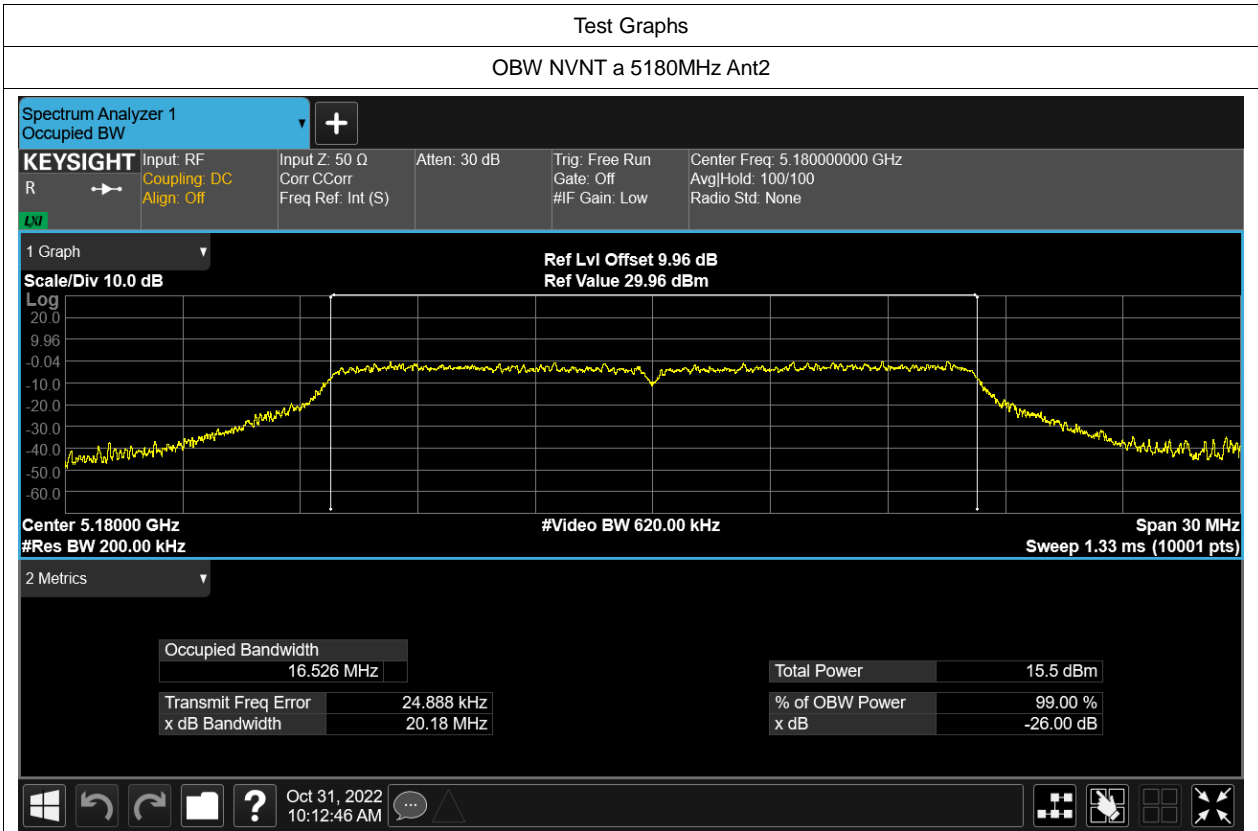 Test Graphs
OBW NVNT a 5180MHz Ant2
Spectrum Analyzer 1
Occupied BW
KEYSIGHT
R
LXI
Input: RF
Coupling: DC
Align: Off
Input Z: 50 Ω
Corr CCorr
Freq Ref: Int (S)
Atten: 30 dB
Trig: Free Run
Gate: Off
#IF Gain: Low
Center Freq: 5.180000000 GHz
Avg|Hold: 100/100
Radio Std: None
1 Graph
Scale/Div 10.0 dB
Ref Lvl Offset 9.96 dB
Ref Value 29.96 dBm
Log
20.0
9.96
-0.04
-10.0
-20.0
-30.0
-40.0
-50.0
-60.0
Center 5.18000 GHz
#Res BW 200.00 kHz
#Video BW 620.00 kHz
Span 30 MHz
Sweep 1.33 ms (10001 pts)
2 Metrics
Occupied Bandwidth
16.526 MHz
Transmit Freq Error 24.888 kHz
x dB Bandwidth 20.18 MHz
Total Power 15.5 dBm
% of OBW Power 99.00 %
x dB -26.00 dB
?
Oct 31, 2022
10:12:46 AM